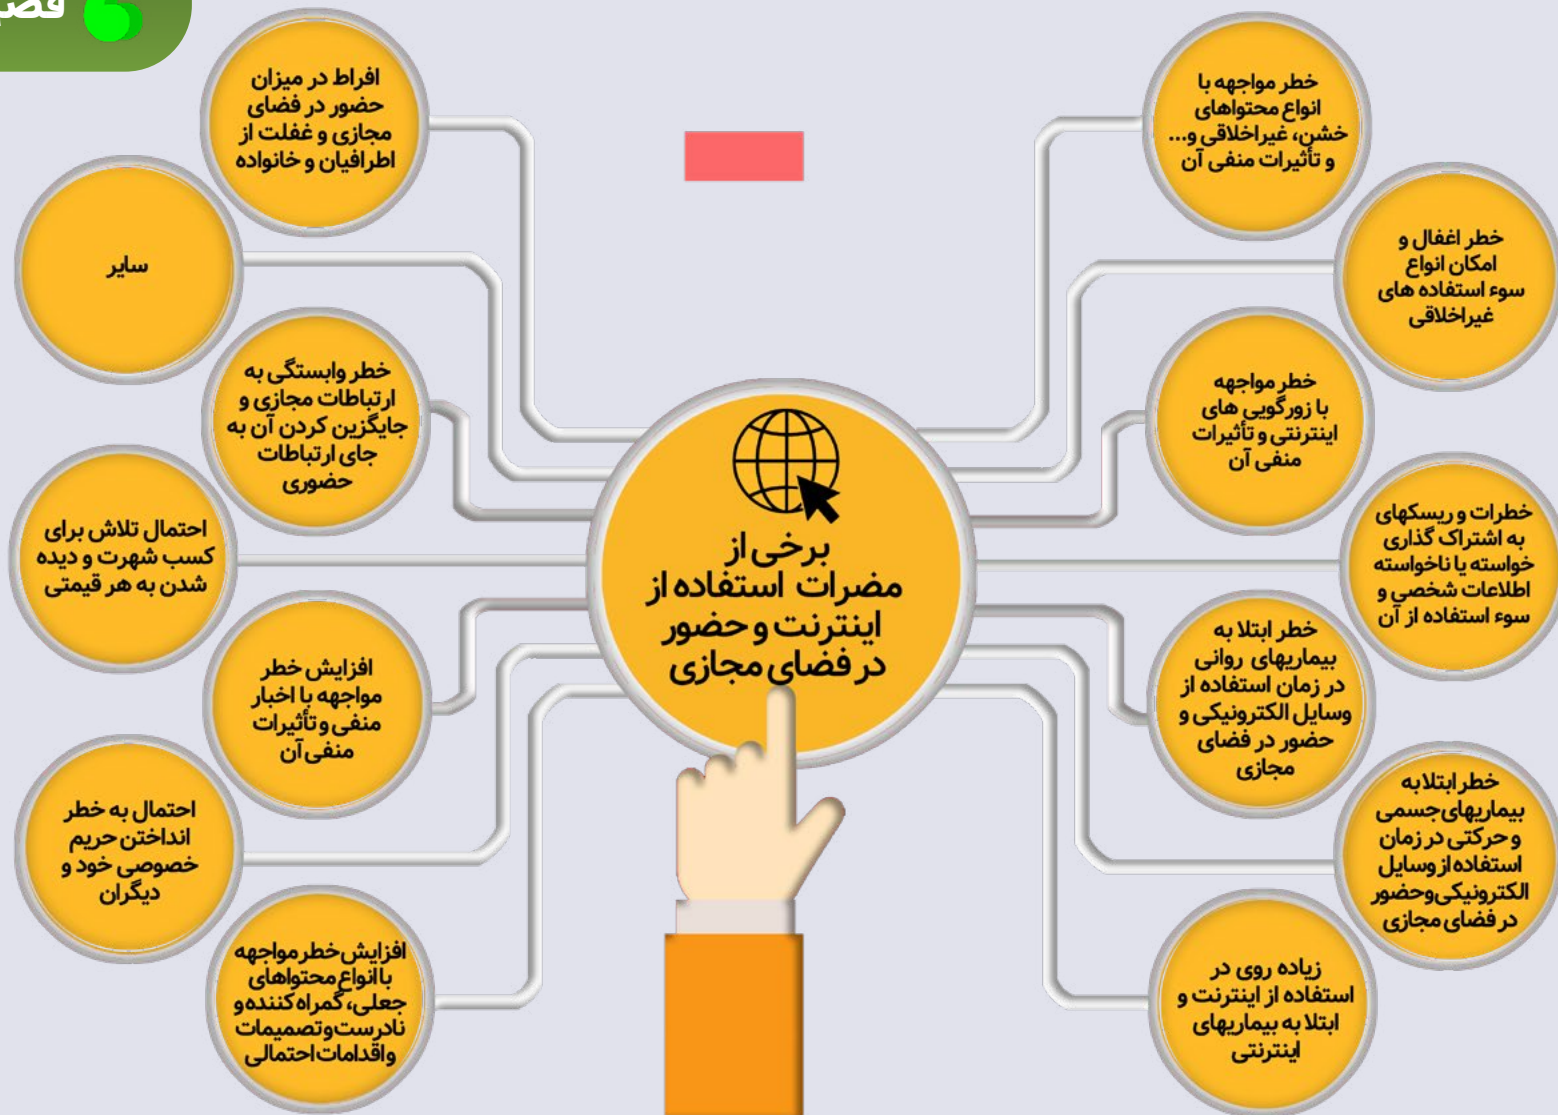 برخی از
مضرات استفاده از
اینترنت و حضور
در فضای مجازی
خطر مواجهه با
انواع محتواهای
خشن، غیراخلاقی و...
و تأثیرات منفی آن
خطر اغفال و
امکان انواع
سوء استفاده های
غیراخلاقی
خطر مواجهه
با زورگویی های
اینترنتی و تأثیرات
منفی آن
خطرات و ریسکهای
به اشتراک گذاری
خواسته یا ناخواسته
اطلاعات شخصی و
سوء استفاده از آن
خطر ابتلا به
بیماریهای روانی
در زمان استفاده از
وسایل الکترونیکی و
حضور در فضای
مجازی
خطر ابتلا به
بیماریهای جسمی
و حرکتی در زمان
استفاده از وسایل
الکترونیکی و حضور
در فضای مجازی
زیاده روی در
استفاده از اینترنت و
ابتلا به بیماریهای
اینترنتی
افراط در میزان
حضور در فضای
مجازی و غفلت از
اطرافیان و خانواده
سایر
خطر وابستگی به
ارتباطات مجازی و
جایگزین کردن آن به
جای ارتباطات
حضوری
احتمال تلاش برای
کسب شهرت و دیده
شدن به هر قیمتی
افزایش خطر
مواجهه با اخبار
منفی و تأثیرات
منفی آن
احتمال به خطر
انداختن حریم
خصوصی خود و
دیگران
افزایش خطر مواجهه
با انواع محتواهای
جعلی، گمراه کننده و
نادرست و تصمیمات
و اقدامات احتمالی